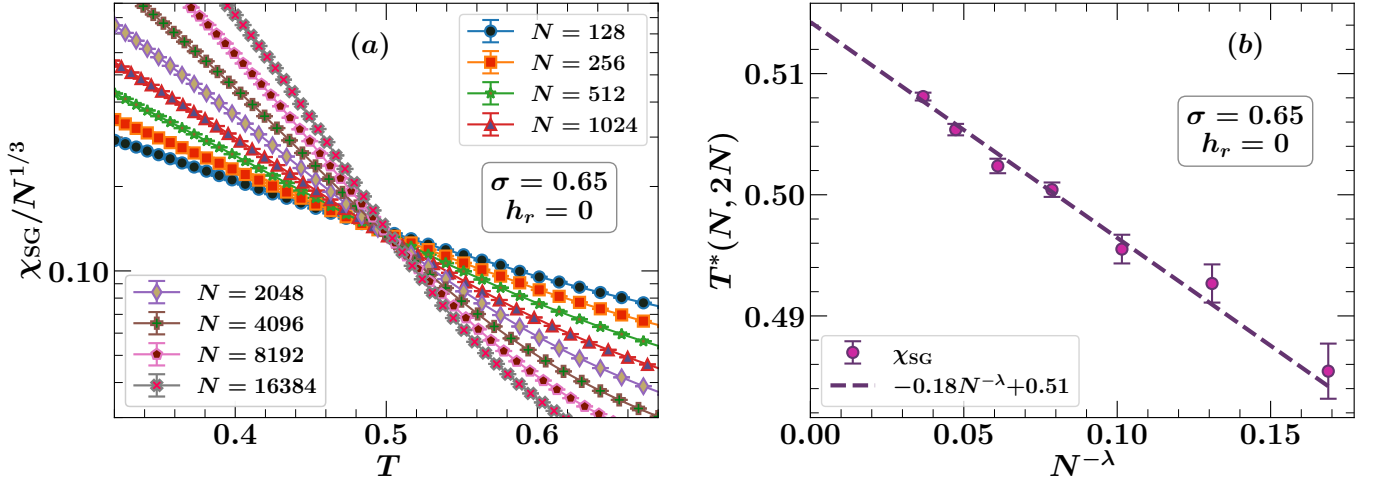 (a)
N = 128
N = 256
N = 512
N = 1024
σ = 0.65
h_r = 0
N = 2048
N = 4096
N = 8192
N = 16384
χ_SG/N^{1/3}
0.10
0.4
0.5
0.6
T
(b)
σ = 0.65
h_r = 0
χ_SG
−0.18N^{−λ}+0.51
T*(N, 2N)
0.51
0.50
0.49
0.00
0.05
0.10
0.15
N^{−λ}